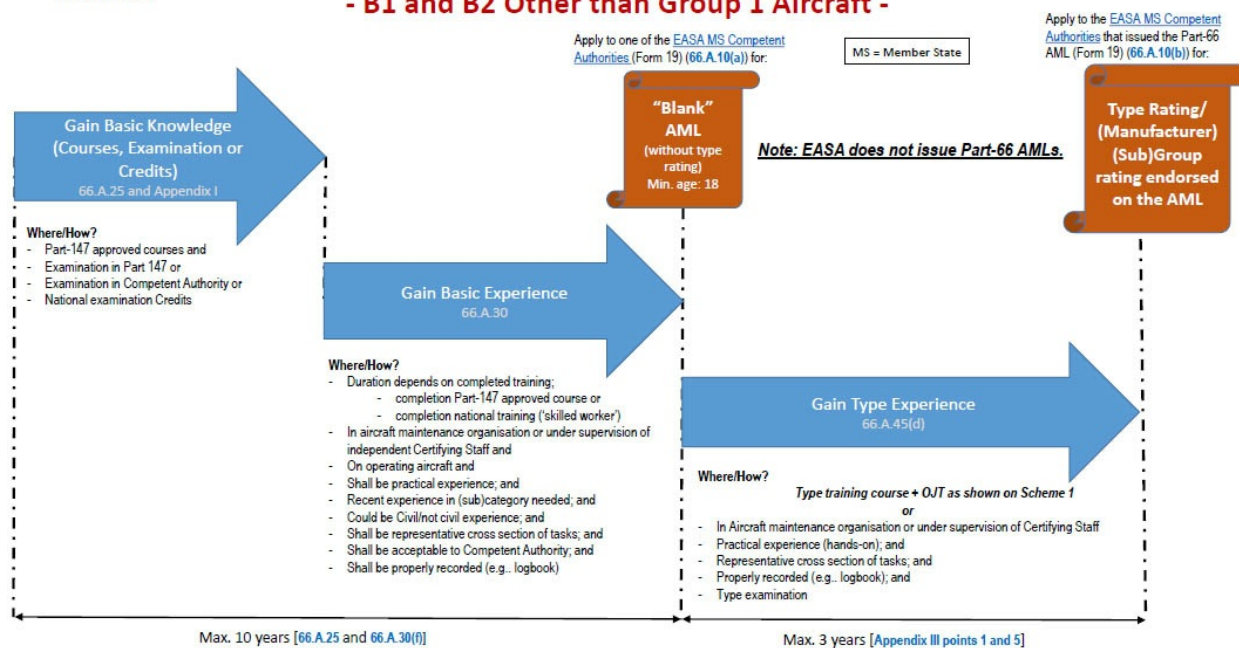 - B1 and B2 Other than Group 1 Aircraft -
Apply to one of the EASA MS Competent
Authorities (Form 19) (66.A.10(a)) for:
MS = Member State
Apply to the EASA MS Competent
Authorities that issued the Part-66
AML (Form 19) (66.A.10(b)) for:
Gain Basic Knowledge
(Courses, Examination or
Credits)
66.A.25 and Appendix I
"Blank"
AML
(without type
rating)
Min. age: 18
Note: EASA does not issue Part-66 AMLs.
Type Rating/
(Manufacturer)
(Sub)Group
rating endorsed
on the AML
Where/How?
- Part-147 approved courses and
- Examination in Part 147 or
- Examination in Competent Authority or
- National examination Credits
Gain Basic Experience
66.A.30
Where/How?
- Duration depends on completed training;
- completion Part-147 approved course or
- completion national training ('skilled worker')
- In aircraft maintenance organisation or under supervision of
independent Certifying Staff and
- On operating aircraft and
- Shall be practical experience; and
- Recent experience in (sub)category needed; and
- Could be Civil/not civil experience; and
- Shall be representative cross section of tasks; and
- Shall be acceptable to Competent Authority; and
- Shall be properly recorded (e.g.. logbook)
Gain Type Experience
66.A.45(d)
Where/How?
Type training course + OJT as shown on Scheme 1
or
- In Aircraft maintenance organisation or under supervision of Certifying Staff
- Practical experience (hands-on); and
- Representative cross section of tasks; and
- Properly recorded (e.g.. logbook); and
- Type examination
Max. 10 years [66.A.25 and 66.A.30(f)]
Max. 3 years [Appendix III points 1 and 5]